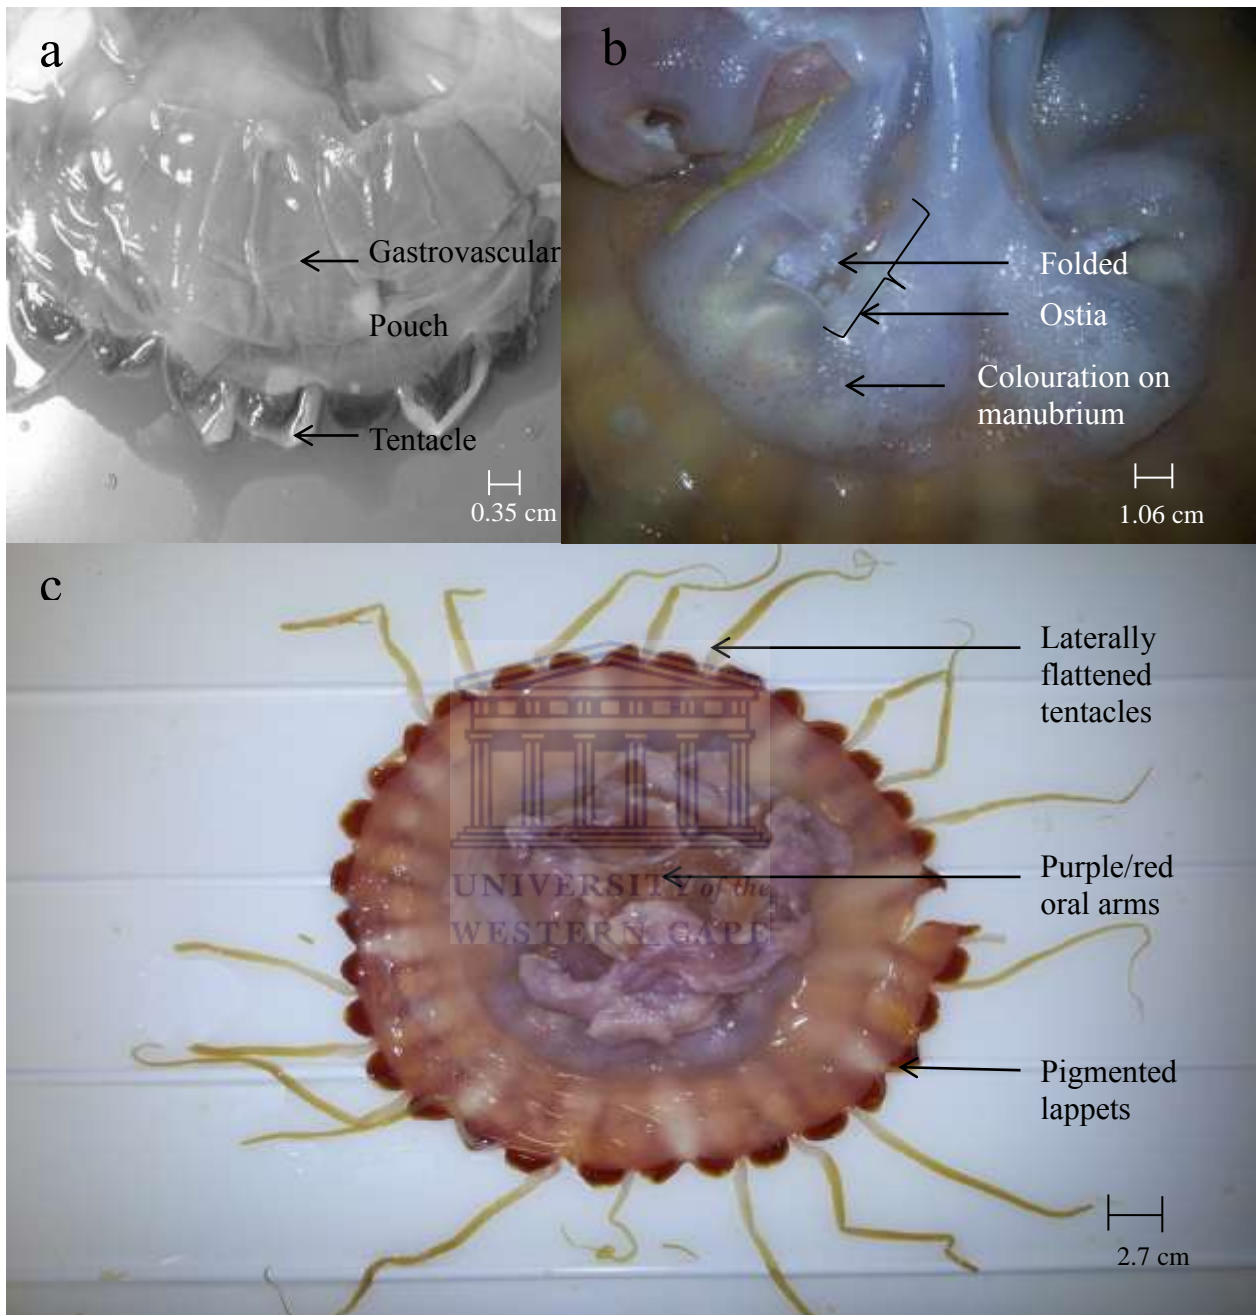 a
Gastrovascular
Pouch
Tentacle
0.35 cm
b
Folded
Ostia
Colouration on
manubrium
1.06 cm
c
Laterally
flattened
tentacles
Purple/red
oral arms
Pigmented
lappets
2.7 cm
UNIVERSITY of the
WESTERN CAPE